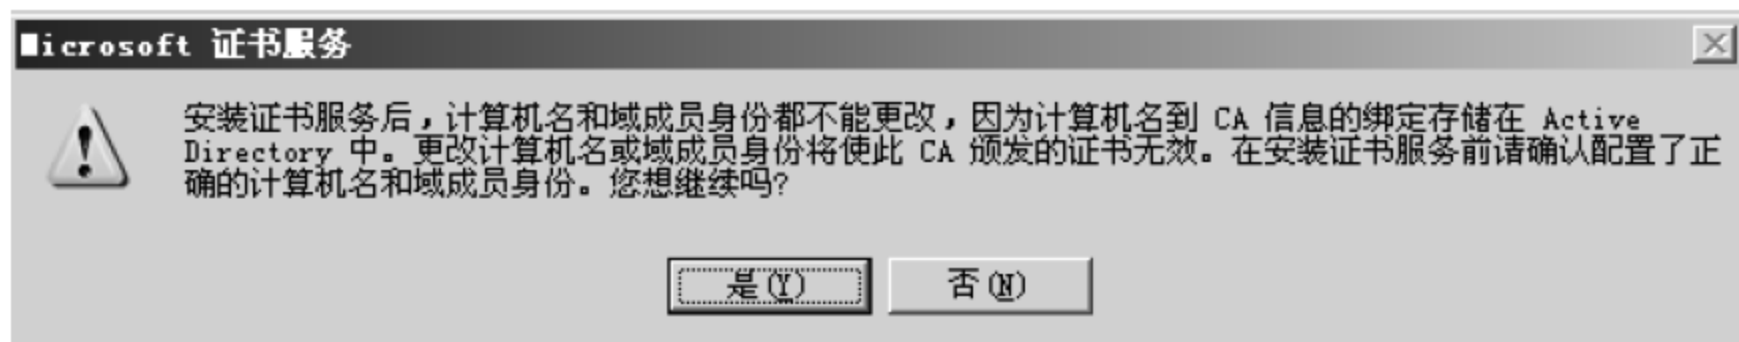 Microsoft 证书服务
安装证书服务后，计算机名和域成员身份都不能更改，因为计算机名到 CA 信息的绑定存储在 Active
Directory 中。更改计算机名或域成员身份将使此 CA 颁发的证书无效。在安装证书服务前请确认配置了正
确的计算机名和域成员身份。您想继续吗?
是(Y)
否(N)